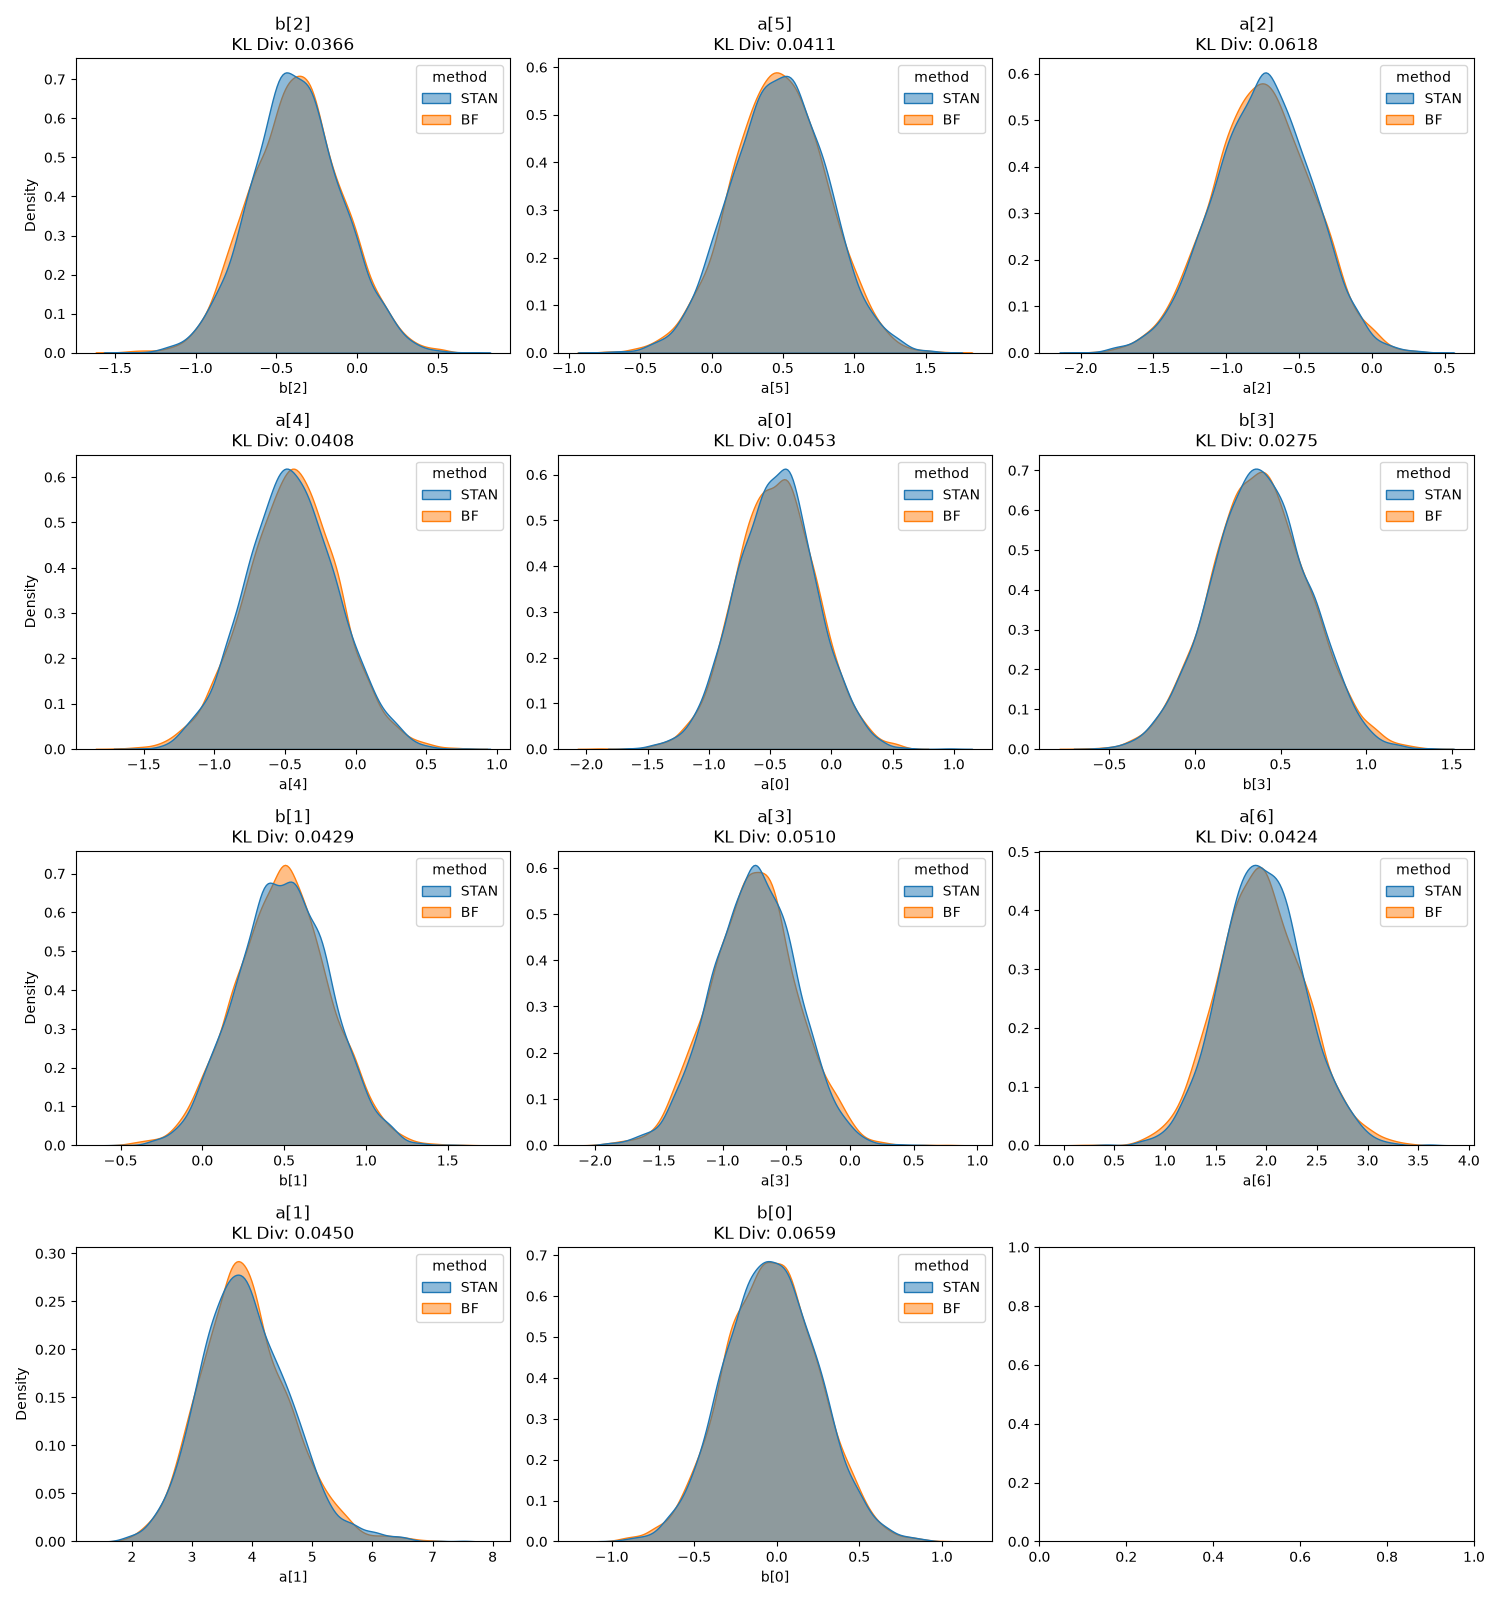 b[2]
KL Div: 0.0366
0.7
0.6
0.5
0.4
0.3
0.2
0.1
0.0
Density
−1.5 −1.0 −0.5 0.0 0.5
b[2]
method
STAN
BF
a[5]
KL Div: 0.0411
0.6
0.5
0.4
0.3
0.2
0.1
0.0
−1.0 −0.5 0.0 0.5 1.0 1.5
a[5]
method
STAN
BF
a[2]
KL Div: 0.0618
0.6
0.5
0.4
0.3
0.2
0.1
0.0
−2.0 −1.5 −1.0 −0.5 0.0 0.5
a[2]
method
STAN
BF
a[4]
KL Div: 0.0408
0.6
0.5
0.4
0.3
0.2
0.1
0.0
Density
−1.5 −1.0 −0.5 0.0 0.5 1.0
a[4]
method
STAN
BF
a[0]
KL Div: 0.0453
0.6
0.5
0.4
0.3
0.2
0.1
0.0
−2.0 −1.5 −1.0 −0.5 0.0 0.5 1.0
a[0]
method
STAN
BF
b[3]
KL Div: 0.0275
0.7
0.6
0.5
0.4
0.3
0.2
0.1
0.0
−0.5 0.0 0.5 1.0 1.5
b[3]
method
STAN
BF
b[1]
KL Div: 0.0429
0.7
0.6
0.5
0.4
0.3
0.2
0.1
0.0
Density
−0.5 0.0 0.5 1.0 1.5
b[1]
method
STAN
BF
a[3]
KL Div: 0.0510
0.6
0.5
0.4
0.3
0.2
0.1
0.0
−2.0 −1.5 −1.0 −0.5 0.0 0.5 1.0
a[3]
method
STAN
BF
a[6]
KL Div: 0.0424
0.5
0.4
0.3
0.2
0.1
0.0
0.0 0.5 1.0 1.5 2.0 2.5 3.0 3.5 4.0
a[6]
method
STAN
BF
a[1]
KL Div: 0.0450
0.30
0.25
0.20
0.15
0.10
0.05
0.00
Density
2 3 4 5 6 7 8
a[1]
method
STAN
BF
b[0]
KL Div: 0.0659
0.7
0.6
0.5
0.4
0.3
0.2
0.1
0.0
−1.0 −0.5 0.0 0.5 1.0
b[0]
method
STAN
BF
1.0
0.8
0.6
0.4
0.2
0.0
0.0 0.2 0.4 0.6 0.8 1.0